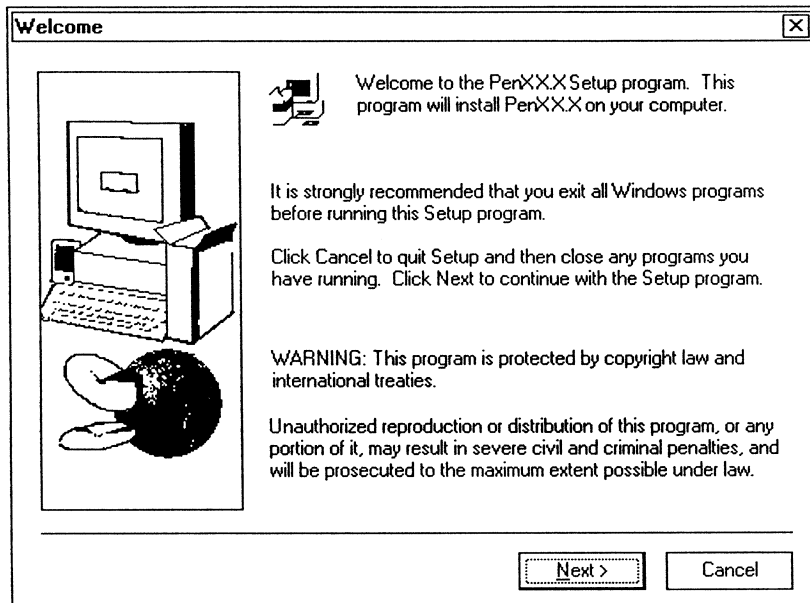 Welcome
Welcome to the PenXX.X Setup program. This
program will install PenXX.X on your computer.
It is strongly recommended that you exit all Windows programs
before running this Setup program.
Click Cancel to quit Setup and then close any programs you
have running. Click Next to continue with the Setup program.
WARNING: This program is protected by copyright law and
international treaties.
Unauthorized reproduction or distribution of this program, or any
portion of it, may result in severe civil and criminal penalties, and
will be prosecuted to the maximum extent possible under law.
Next >
Cancel